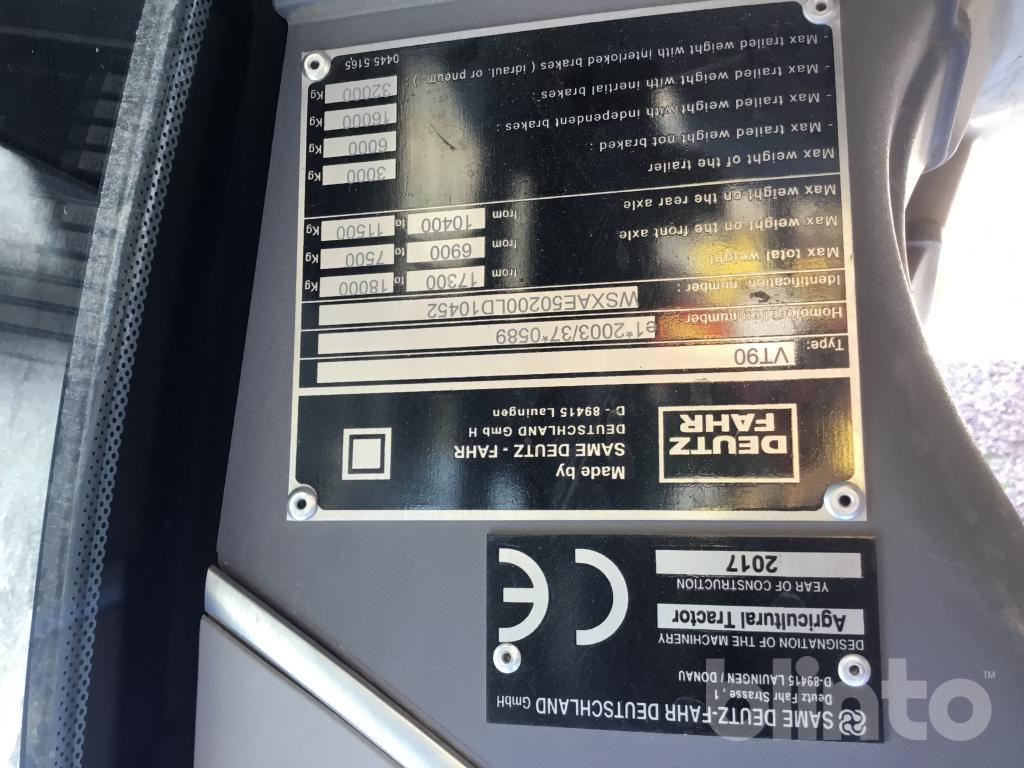 SAME DEUTZ-FAHR DEUTSCHLAND GmbH
Deutz Fahr Strasse , 1
D-89415 LAUINGEN / DONAU
DESIGNATION OF THE MACHINERY
Agricultural Tractor
YEAR OF CONSTRUCTION
2017
CE
DEUTZ
FAHR
Made by
SAME DEUTZ - FAHR
DEUTSCHLAND Gmb H
D - 89415 Lauingen
Type: VT90
Homologation number e1*2003/37*0589
Identification number : WSXAE50200LD10452
Max total weight from 17300 to 18000 Kg
Max weight on the front axle from 6900 to 7500 Kg
Max weight on the rear axle from 10400 to 11500 Kg
Max weight of the trailer
- Max trailed weight not braked : 3000 Kg
- Max trailed weight with independent brakes : 6000 Kg
- Max trailed weight with inertial brakes : 16000 Kg
- Max trailed weight with interloked brakes ( idraul. or pneum. ) : 32000 Kg
0445.5165
blinto™